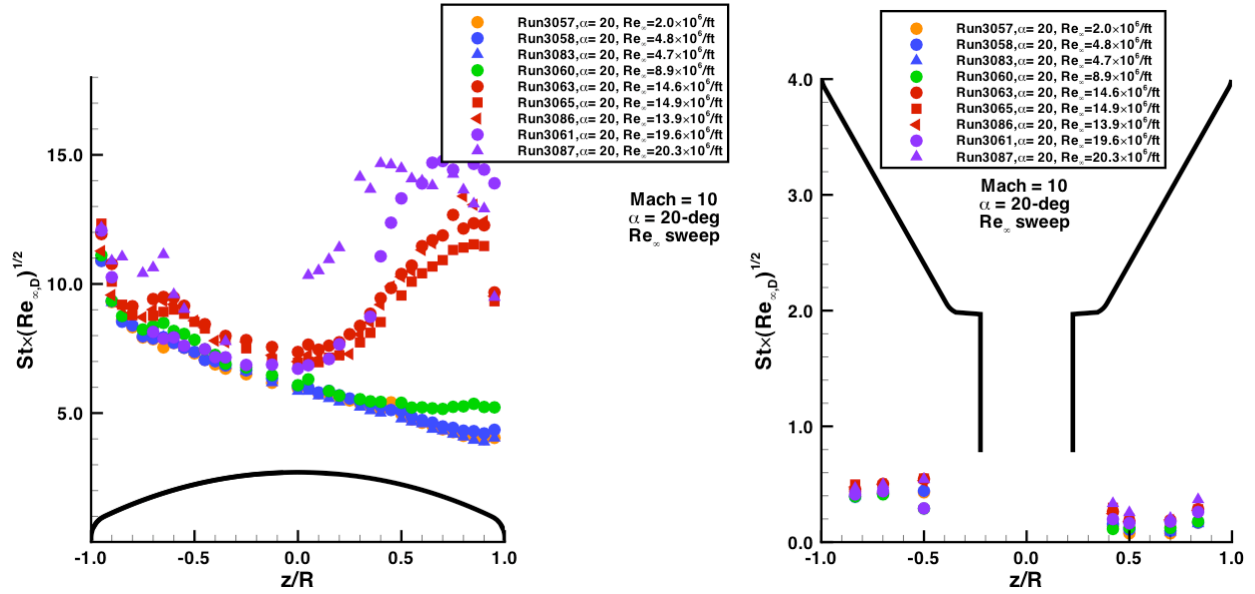 Run3057,α= 20, Re∞=2.0×10⁶/ft
Run3058,α= 20, Re∞=4.8×10⁶/ft
Run3083,α= 20, Re∞=4.7×10⁶/ft
Run3060,α= 20, Re∞=8.9×10⁶/ft
Run3063,α= 20, Re∞=14.6×10⁶/ft
Run3065,α= 20, Re∞=14.9×10⁶/ft
Run3086,α= 20, Re∞=13.9×10⁶/ft
Run3061,α= 20, Re∞=19.6×10⁶/ft
Run3087,α= 20, Re∞=20.3×10⁶/ft
Mach = 10
α = 20-deg
Re∞ sweep
St×(Re∞,D)¹/²
15.0
10.0
5.0
-1.0 -0.5 0.0 0.5 1.0
z/R
Run3057,α= 20, Re∞=2.0×10⁶/ft
Run3058,α= 20, Re∞=4.8×10⁶/ft
Run3083,α= 20, Re∞=4.7×10⁶/ft
Run3060,α= 20, Re∞=8.9×10⁶/ft
Run3063,α= 20, Re∞=14.6×10⁶/ft
Run3065,α= 20, Re∞=14.9×10⁶/ft
Run3086,α= 20, Re∞=13.9×10⁶/ft
Run3061,α= 20, Re∞=19.6×10⁶/ft
Run3087,α= 20, Re∞=20.3×10⁶/ft
Mach = 10
α = 20-deg
Re∞ sweep
St×(Re∞,D)¹/²
4.0
3.0
2.0
1.0
0.0
-1.0 -0.5 0.0 0.5 1.0
z/R